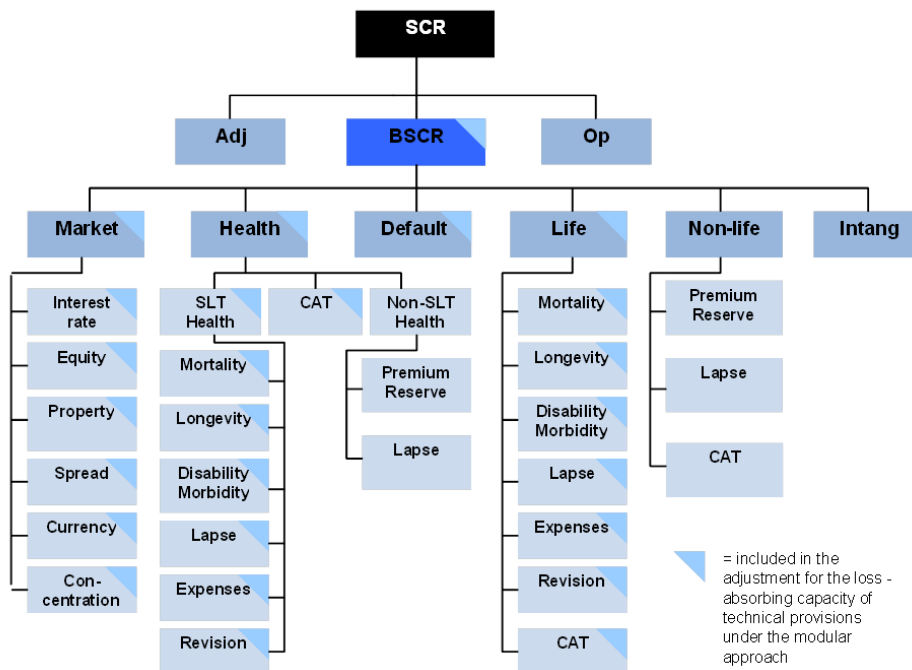 SCR
Adj
BSCR
Op
Market
Health
Default
Life
Non-life
Intang
Interest
rate
Equity
Property
Spread
Currency
Con-
centration
SLT
Health
CAT
Non-SLT
Health
Mortality
Longevity
Disability
Morbidity
Lapse
Expenses
Revision
Premium
Reserve
Lapse
Mortality
Longevity
Disability
Morbidity
Lapse
Expenses
Revision
CAT
Premium
Reserve
Lapse
CAT
= included in the
adjustment for the loss -
absorbing capacity of
technical provisions
under the modular
approach